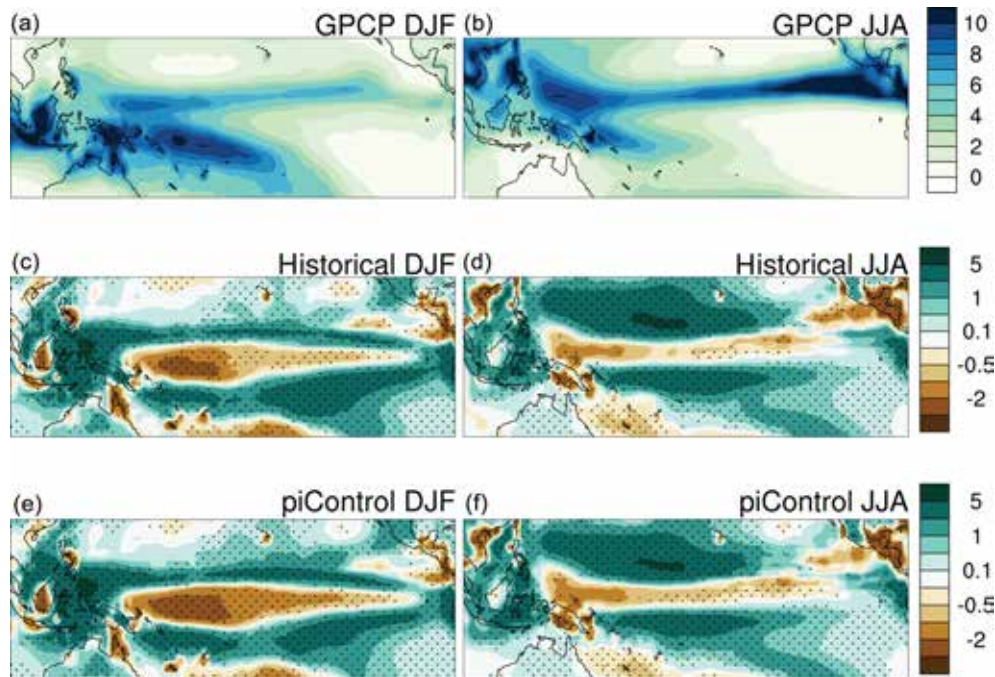 (a) GPCP DJF
(b) GPCP JJA
10
8
6
4
2
0
(c) Historical DJF
(d) Historical JJA
5
1
0.1
-0.5
-2
(e) piControl DJF
(f) piControl JJA
5
1
0.1
-0.5
-2